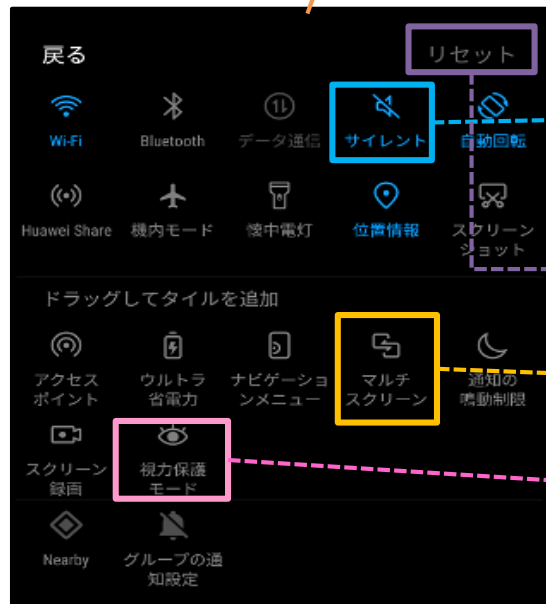 戻る
リセット
Wi-Fi
Bluetooth
データ通信
サイレント
自動回転
Huawei Share
機内モード
懐中電灯
位置情報
スクリーン
ショット
ドラッグしてタイルを追加
アクセス
ポイント
ウルトラ
省電力
ナビゲーショ
ンメニュー
マルチ
スクリーン
通知の
鳴動制限
スクリーン
録画
視力保護
モード
Nearby
グループの通
知設定